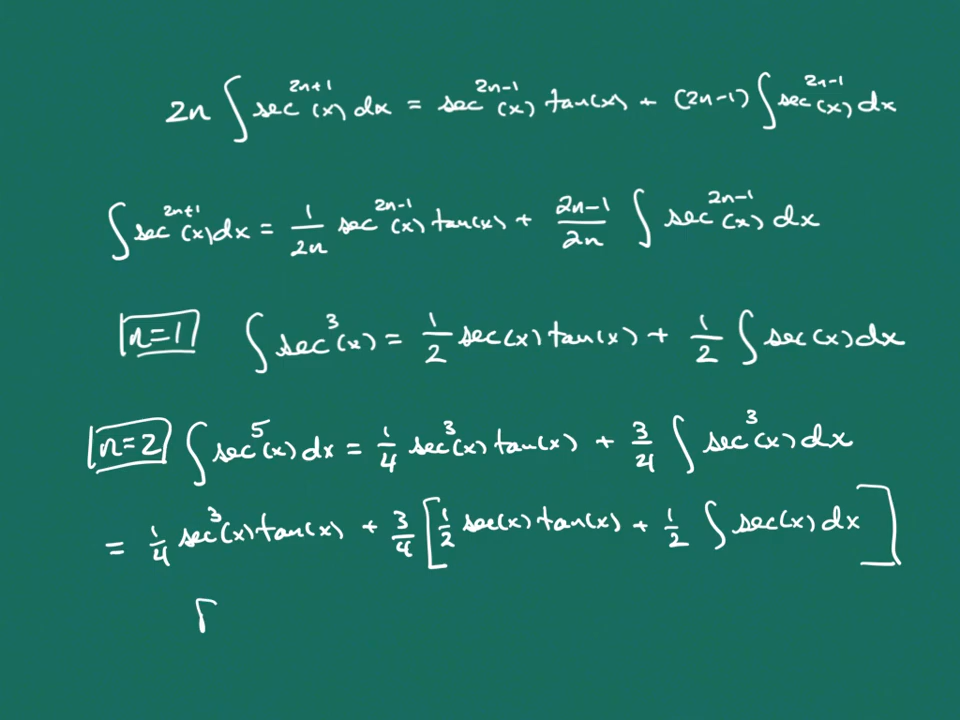 2n ∫ sec^{2n+1}(x) dx = sec^{2n-1}(x) tan(x) + (2n-1) ∫ sec^{2n-1}(x) dx
∫ sec^{2n+1}(x) dx = 1/2n sec^{2n-1}(x) tan(x) + 2n-1/2n ∫ sec^{2n-1}(x) dx
n=1 ∫ sec^3(x) = 1/2 sec(x) tan(x) + 1/2 ∫ sec(x) dx
n=2 ∫ sec^5(x) dx = 1/4 sec^3(x) tan(x) + 3/4 ∫ sec^3(x) dx
= 1/4 sec^3(x) tan(x) + 3/4 [1/2 sec(x) tan(x) + 1/2 ∫ sec(x) dx]